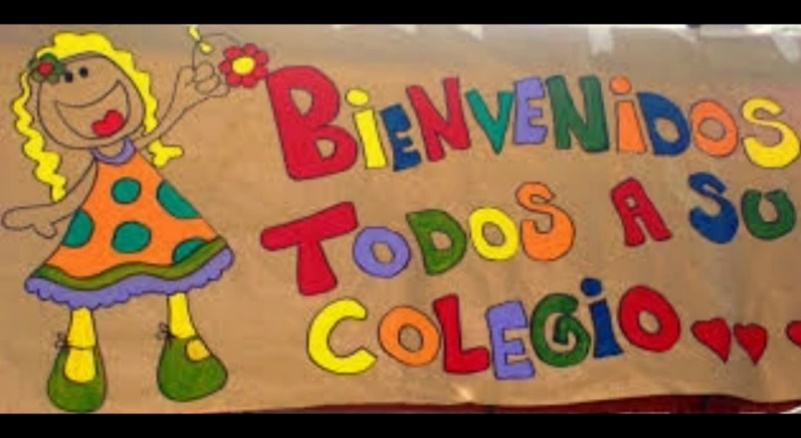 BiENVENiDOS
TODOS A SU
COLEGiO